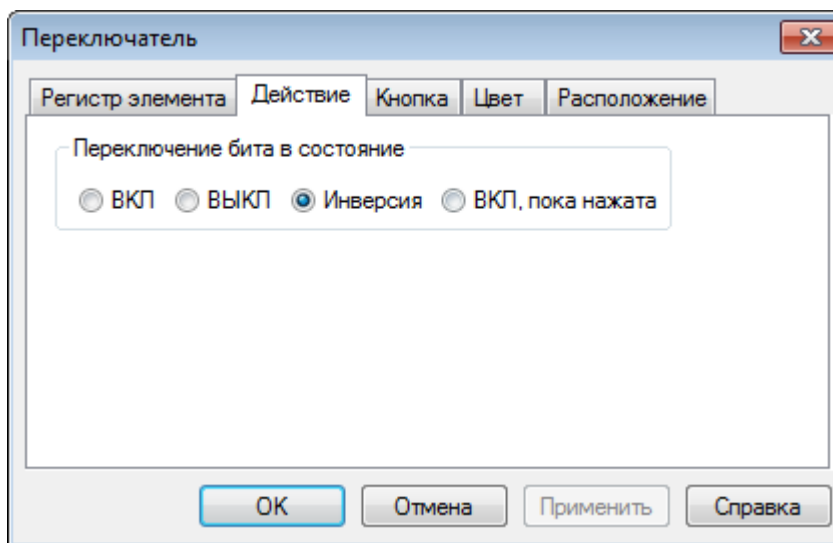 Переключатель
Регистр элемента Действие Кнопка Цвет Расположение
Переключение бита в состояние
ВКЛ ВЫКЛ Инверсия ВКЛ, пока нажата
OK Отмена Применить Справка